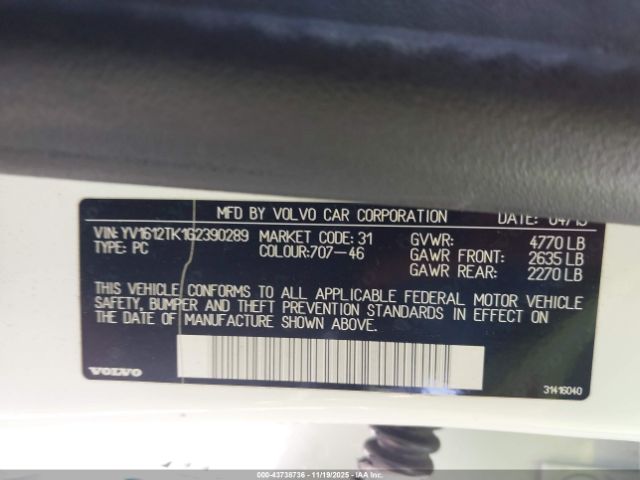 MFD BY VOLVO CAR CORPORATION DATE: 04/15
VIN: YV1612TK1G2390289 MARKET CODE: 31 GVWR: 4770 LB
TYPE: PC COLOUR:707-46 GAWR FRONT: 2635 LB
GAWR REAR: 2270 LB
THIS VEHICLE CONFORMS TO ALL APPLICABLE FEDERAL MOTOR VEHICLE
SAFETY, BUMPER AND THEFT PREVENTION STANDARDS IN EFFECT ON
THE DATE OF MANUFACTURE SHOWN ABOVE.
VOLVO 31416040
000-43738736 - 11/19/2025 - IAA.com